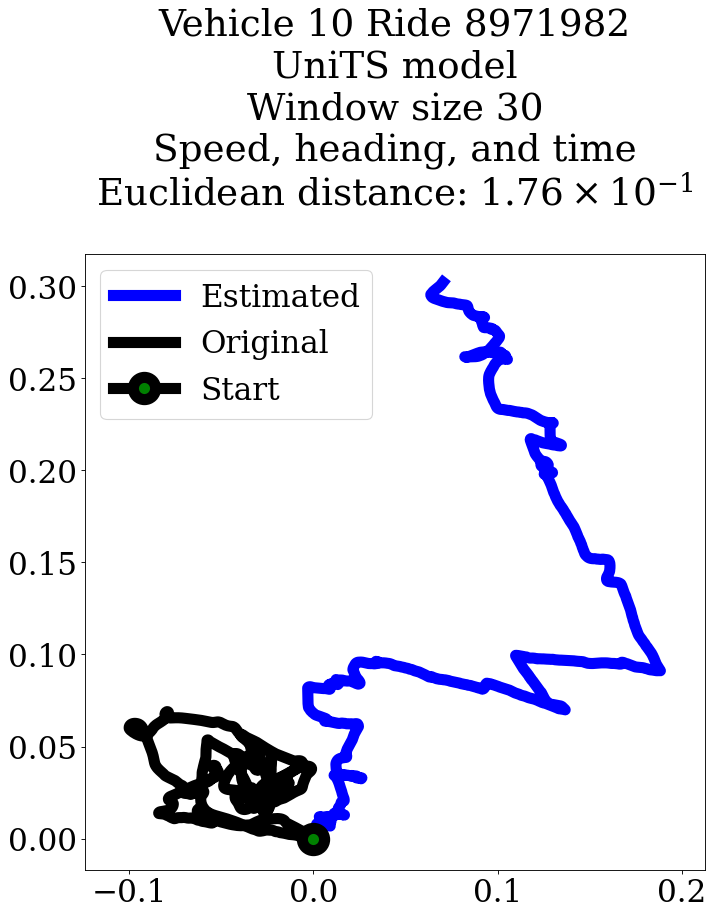 Vehicle 10 Ride 8971982
UniTS model
Window size 30
Speed, heading, and time
Euclidean distance: 1.76 × 10⁻¹
Estimated
Original
Start
0.30
0.25
0.20
0.15
0.10
0.05
0.00
−0.1 0.0 0.1 0.2